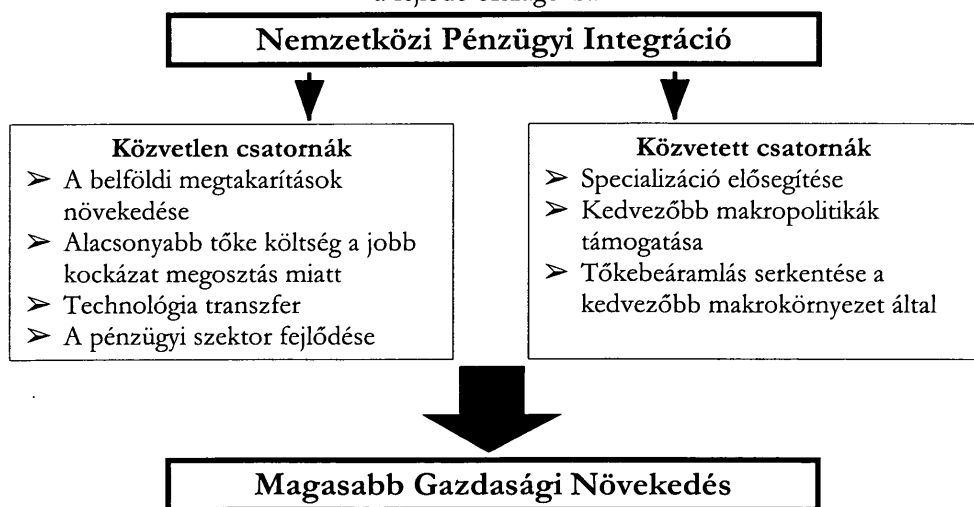 Nemzetközi Pénzügyi Integráció
Közvetlen csatornák
➢ A belföldi megtakarítások
növekedése
➢ Alacsonyabb tőke költség a jobb
kockázat megosztás miatt
➢ Technológia transzfer
➢ A pénzügyi szektor fejlődése
Közvetett csatornák
➢ Specializáció elősegítése
➢ Kedvezőbb makropolitikák
támogatása
➢ Tőkebeáramlás serkentése a
kedvezőbb makrokörnyezet által
Magasabb Gazdasági Növekedés